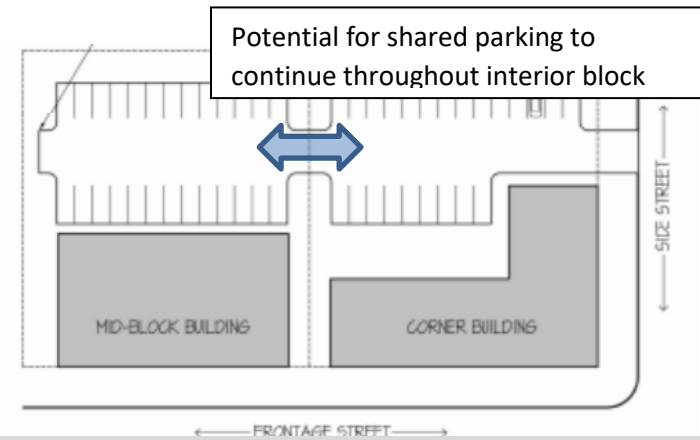 Potential for shared parking to
continue throughout interior block
SIDE STREET
MID-BLOCK BUILDING
CORNER BUILDING
FRONTAGE STREET